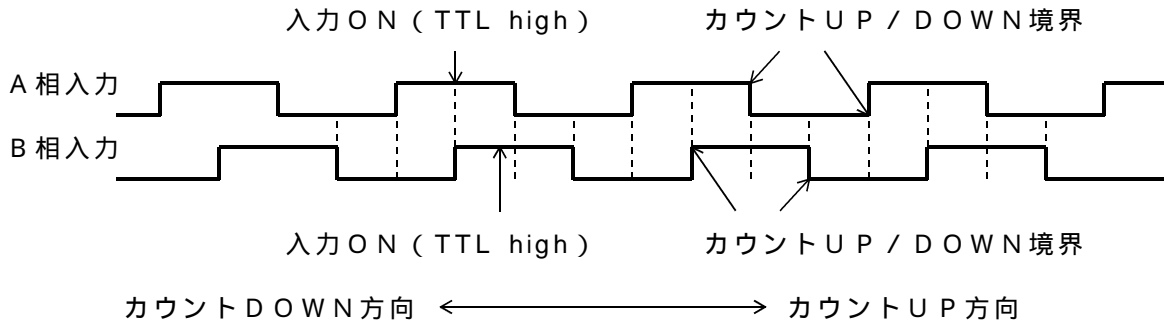 入力ON(TTL high) カウントUP/DOWN境界
A相入力
B相入力
入力ON(TTL high) カウントUP/DOWN境界
カウントDOWN方向 カウントUP方向